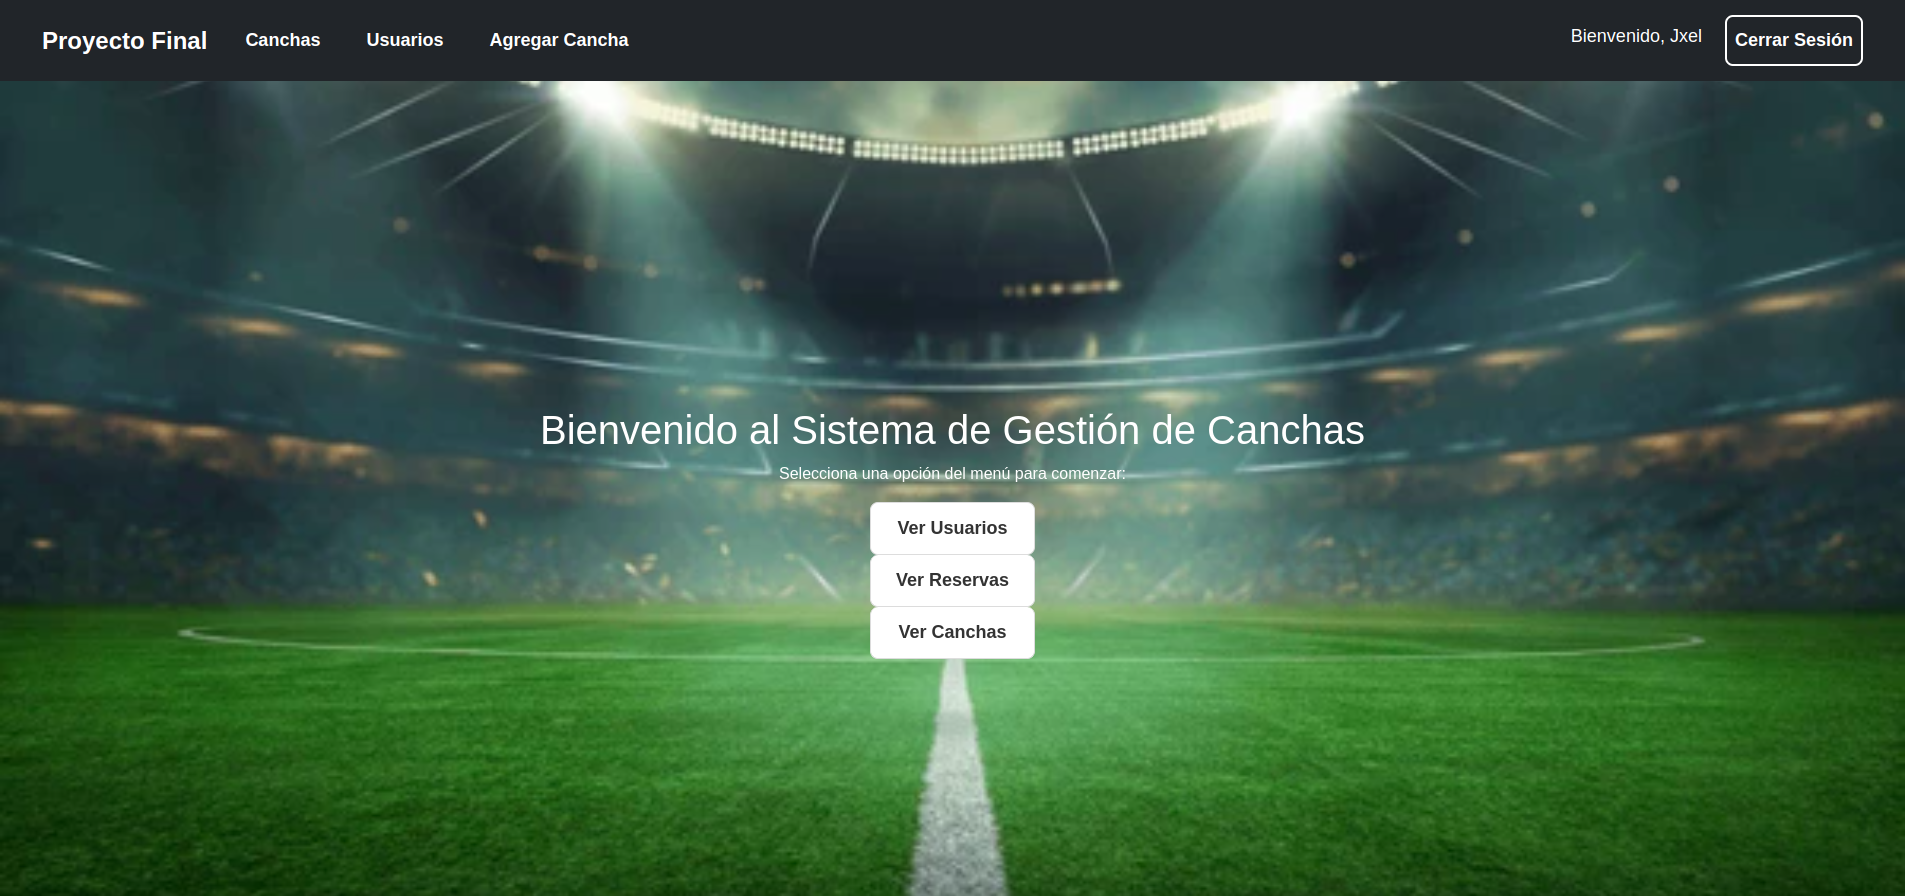 Proyecto Final
Canchas
Usuarios
Agregar Cancha
Bienvenido, Jxel
Cerrar Sesión
Bienvenido al Sistema de Gestión de Canchas
Selecciona una opción del menú para comenzar:
Ver Usuarios
Ver Reservas
Ver Canchas